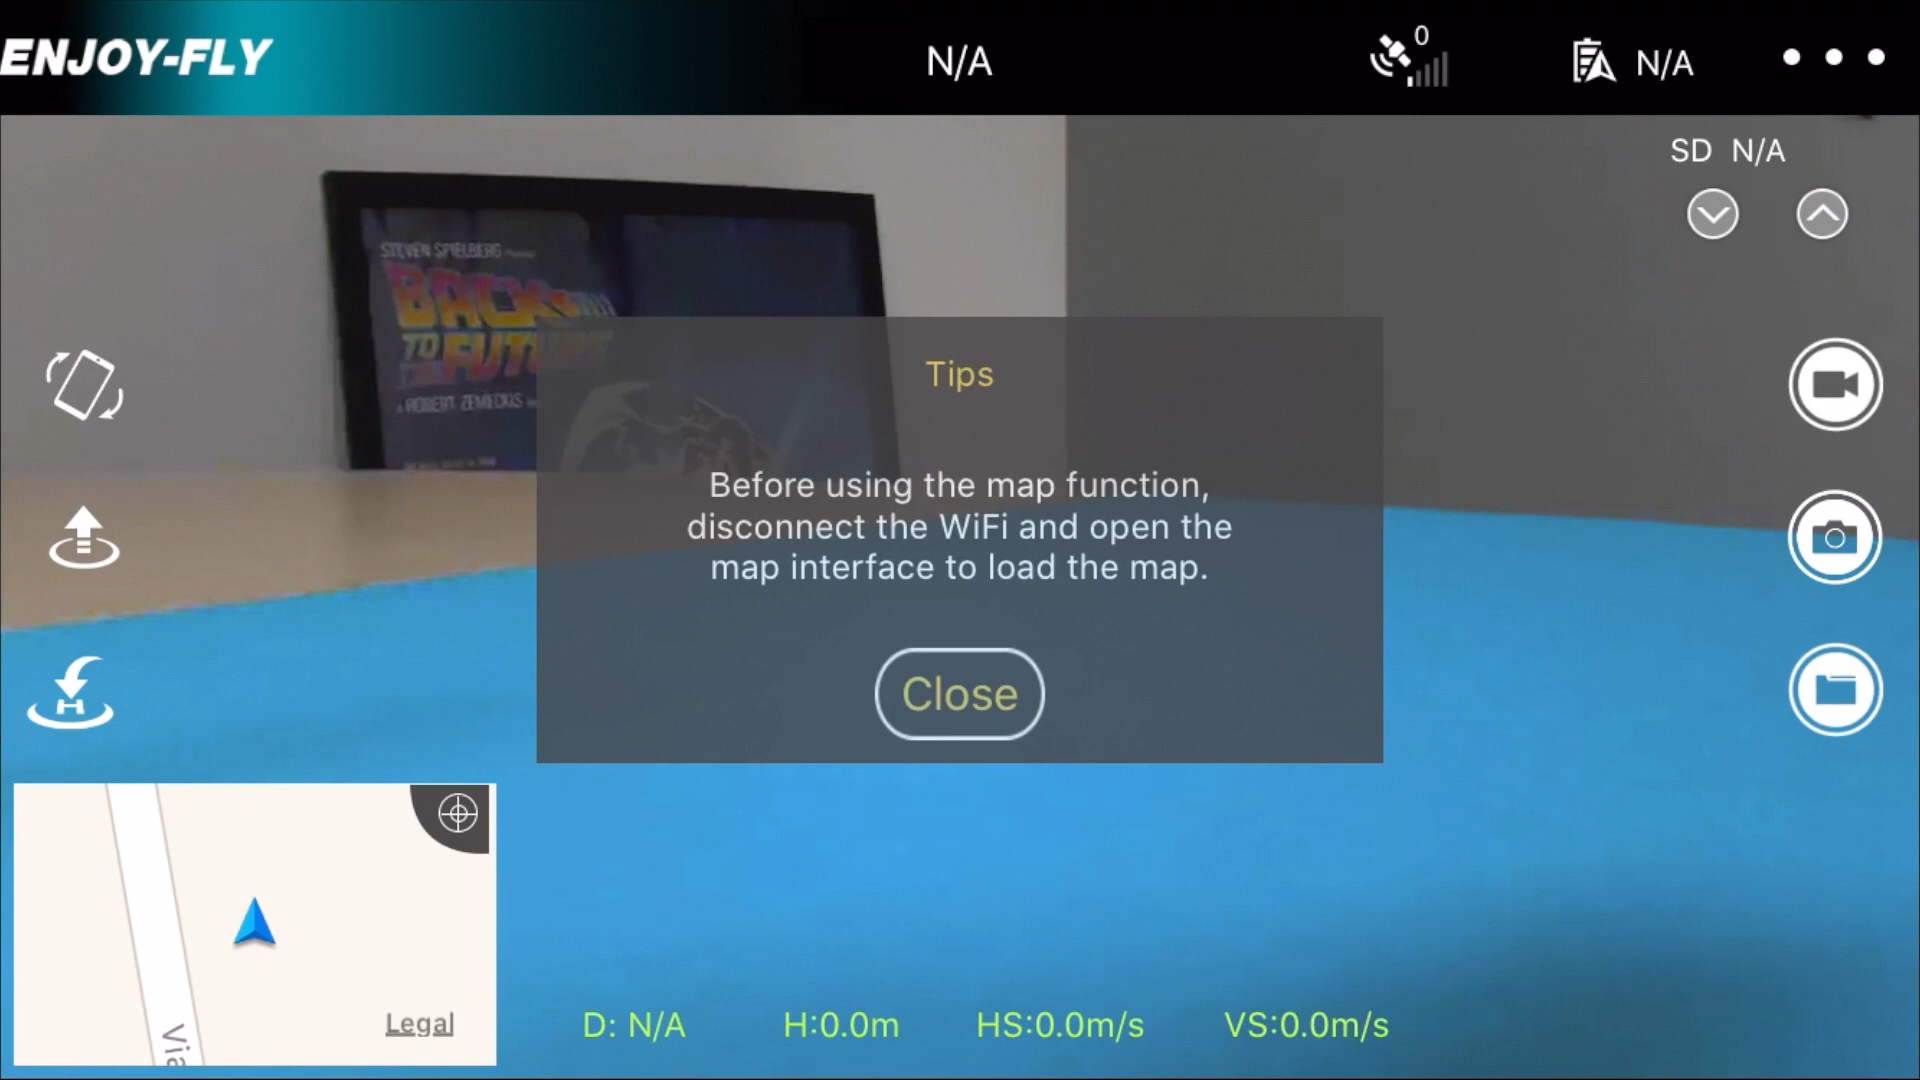 ENJOY-FLY
N/A
0
N/A
SD N/A
STEVEN SPIELBERG
BACK
TO
ROBERT ZEMECKIS
Tips
Before using the map function,
disconnect the WiFi and open the
map interface to load the map.
Close
H
Legal
Via
D: N/A H:0.0m HS:0.0m/s VS:0.0m/s